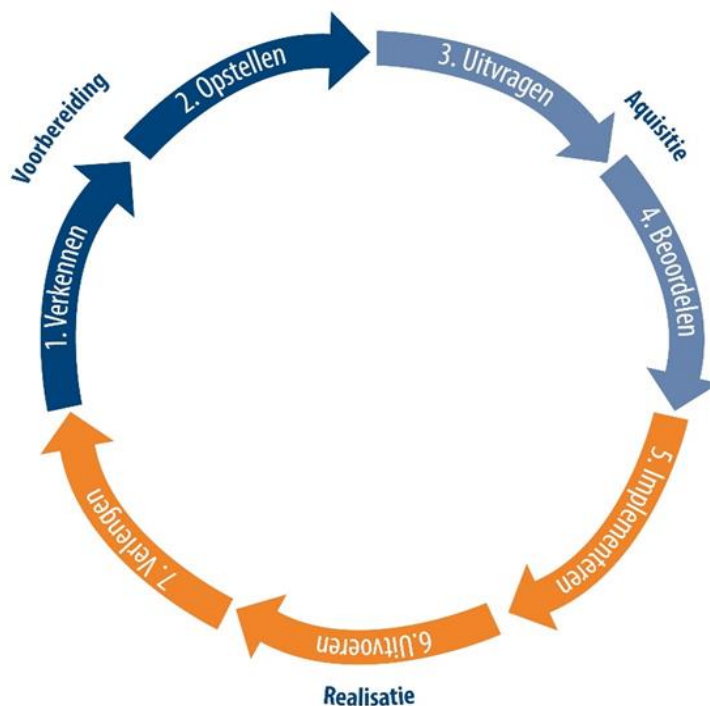 Voorbereiding
1. Verkennen
2. Opstellen
Aquisitie
3. Uitvragen
4. Beoordelen
5. Implementeren
6.Uitvoeren
7. Verlengen
Realisatie